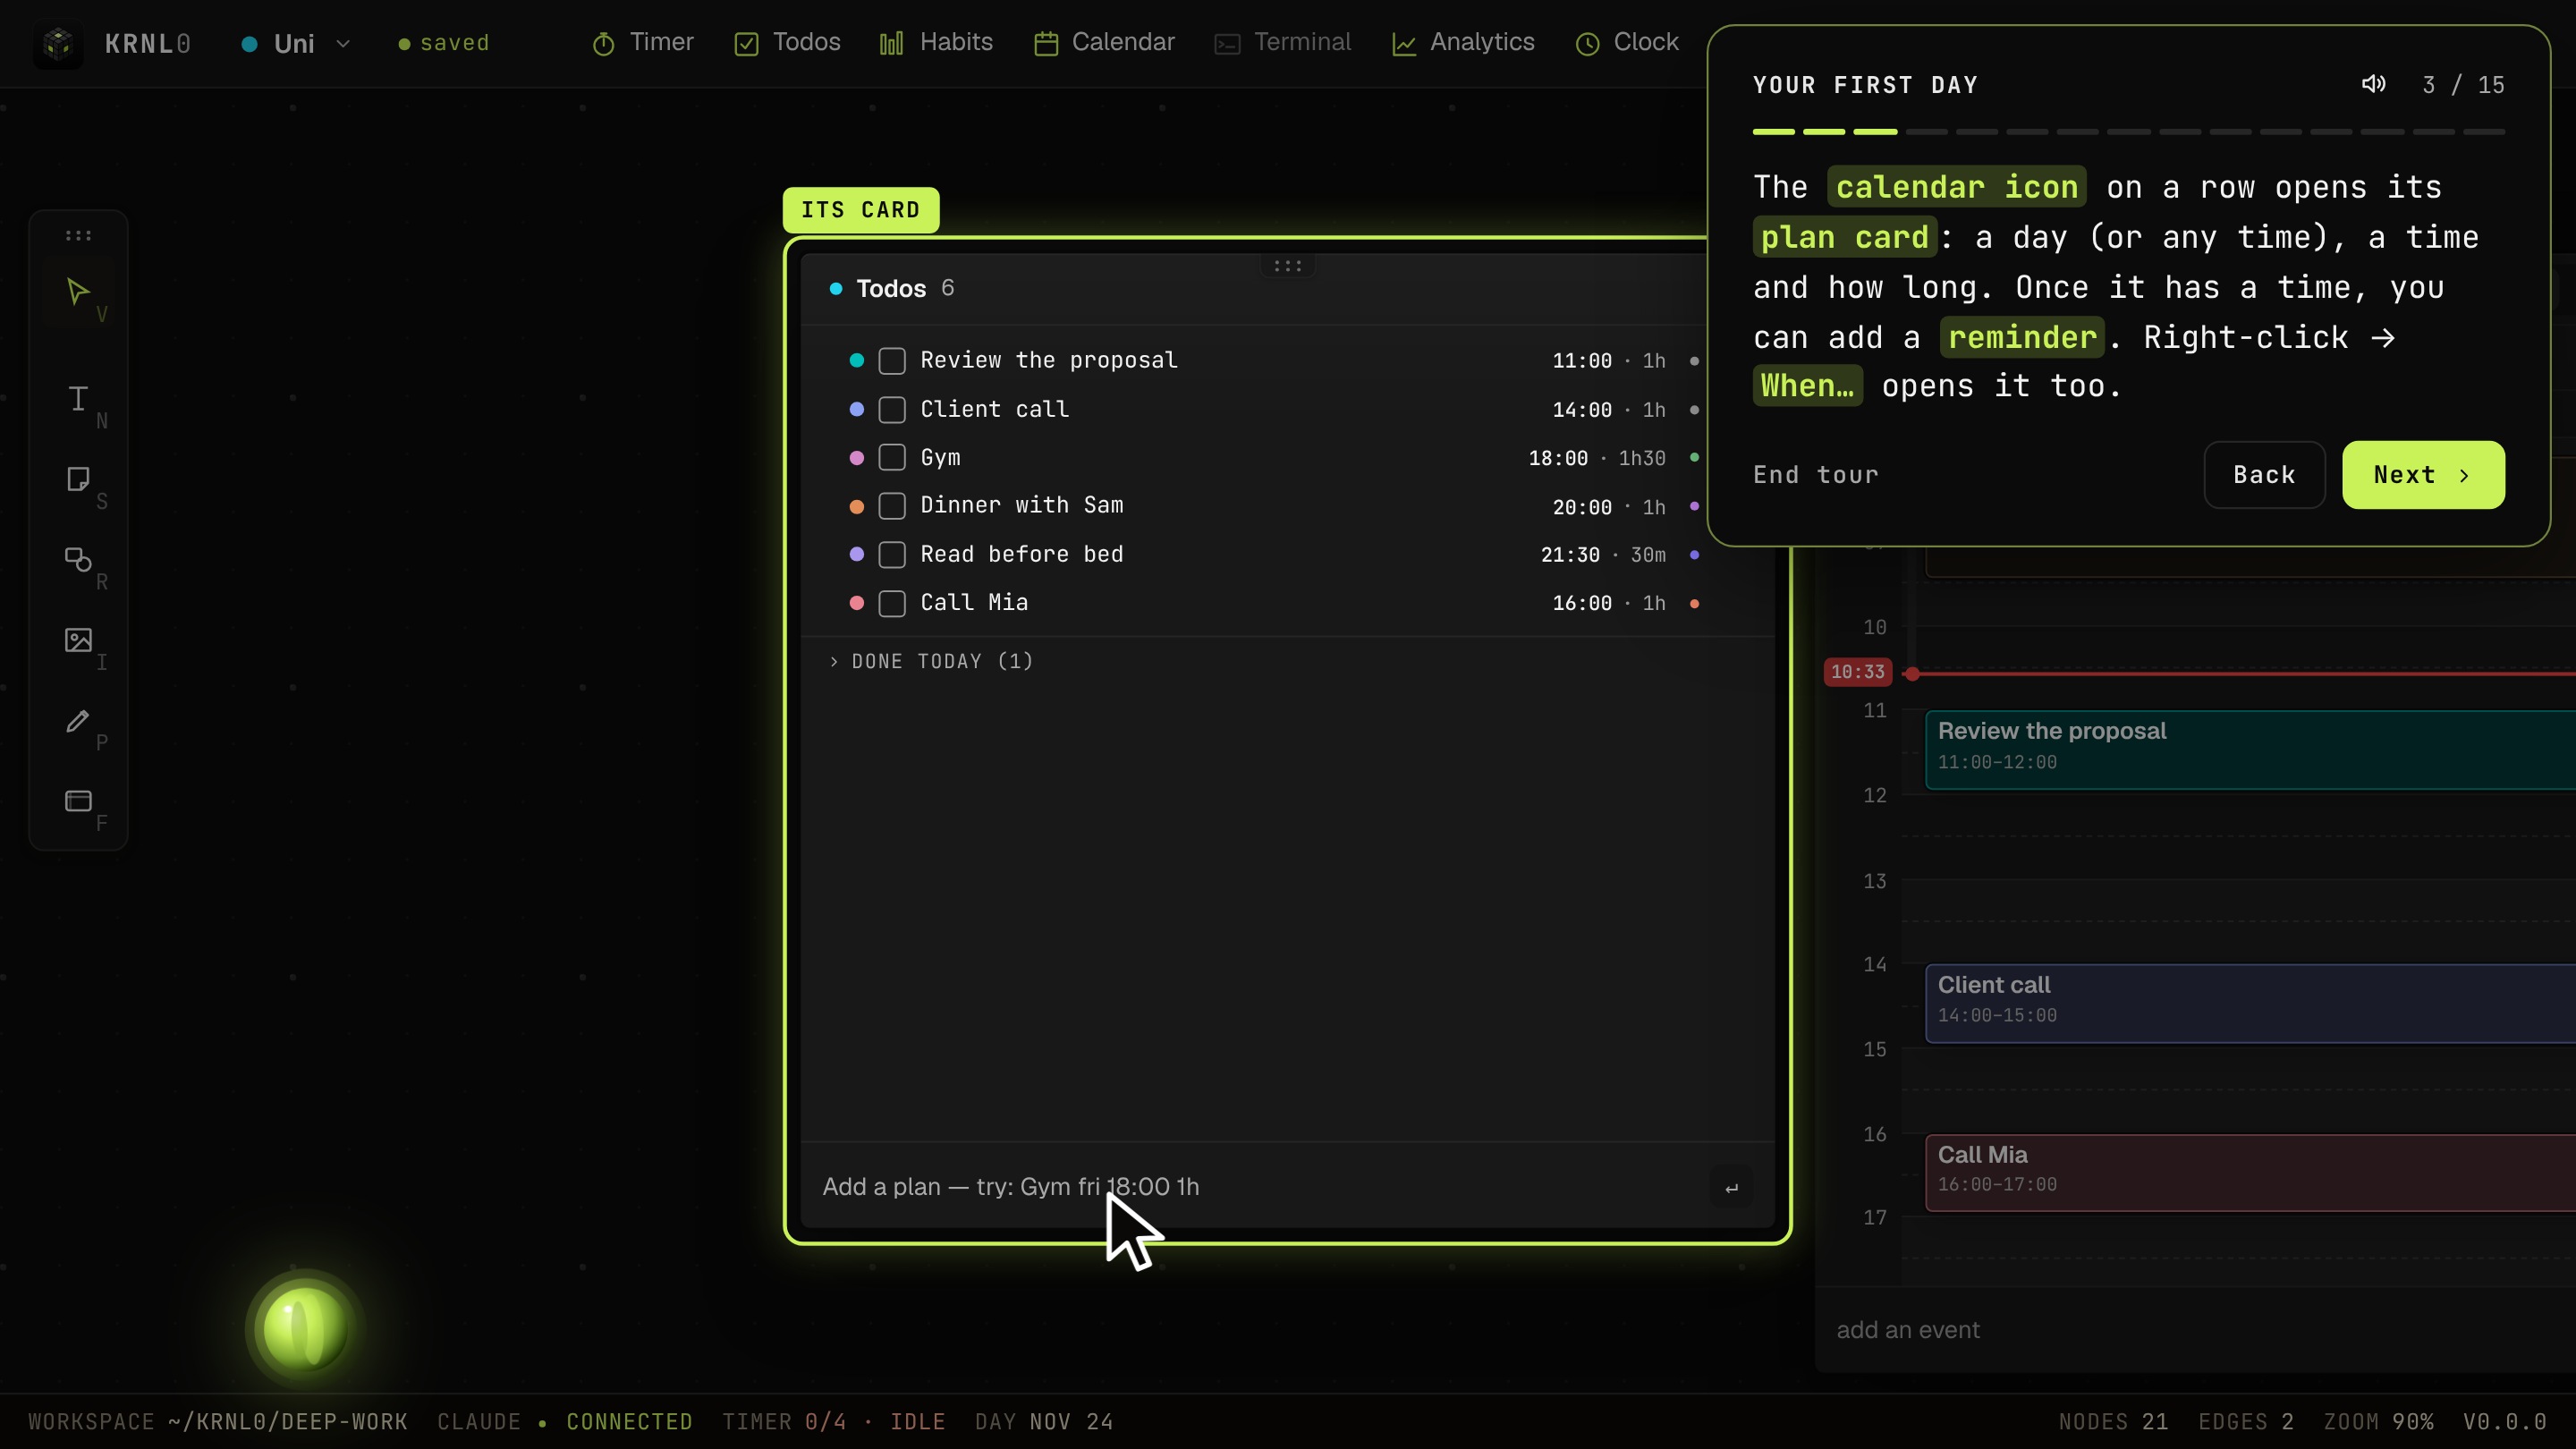 KRNL0
Uni
saved
Timer
Todos
Habits
Calendar
Terminal
Analytics
Clock
YOUR FIRST DAY
3 / 15
The calendar icon on a row opens its
plan card: a day (or any time), a time
and how long. Once it has a time, you
can add a reminder. Right-click →
When… opens it too.
End tour
Back
Next ›
V
N
S
R
I
P
F
ITS CARD
Todos 6
Review the proposal 11:00 · 1h
Client call 14:00 · 1h
Gym 18:00 · 1h30
Dinner with Sam 20:00 · 1h
Read before bed 21:30 · 30m
Call Mia 16:00 · 1h
› DONE TODAY (1)
Add a plan — try: Gym fri 18:00 1h
10
10:33
11
Review the proposal
11:00–12:00
12
13
14
Client call
14:00–15:00
15
16
Call Mia
16:00–17:00
17
add an event
WORKSPACE ~/KRNL0/DEEP-WORK CLAUDE • CONNECTED TIMER 0/4 · IDLE DAY NOV 24
NODES 21 EDGES 2 ZOOM 90% V0.0.0